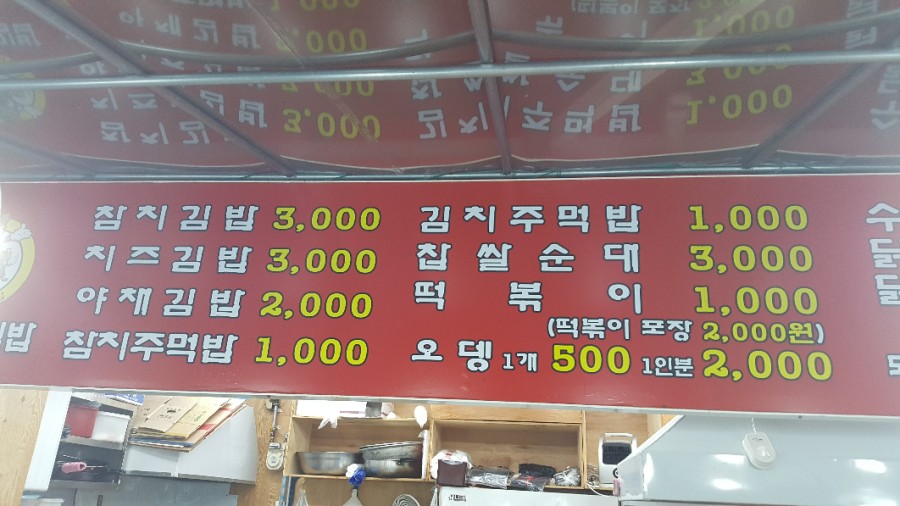 참치김밥 3,000
치즈김밥 3,000
야채김밥 2,000
참치주먹밥 1,000
김치주먹밥 1,000
찹쌀순대 3,000
떡볶이 1,000
(떡볶이 포장 2,000원)
오뎅 1개 500 1인분 2,000